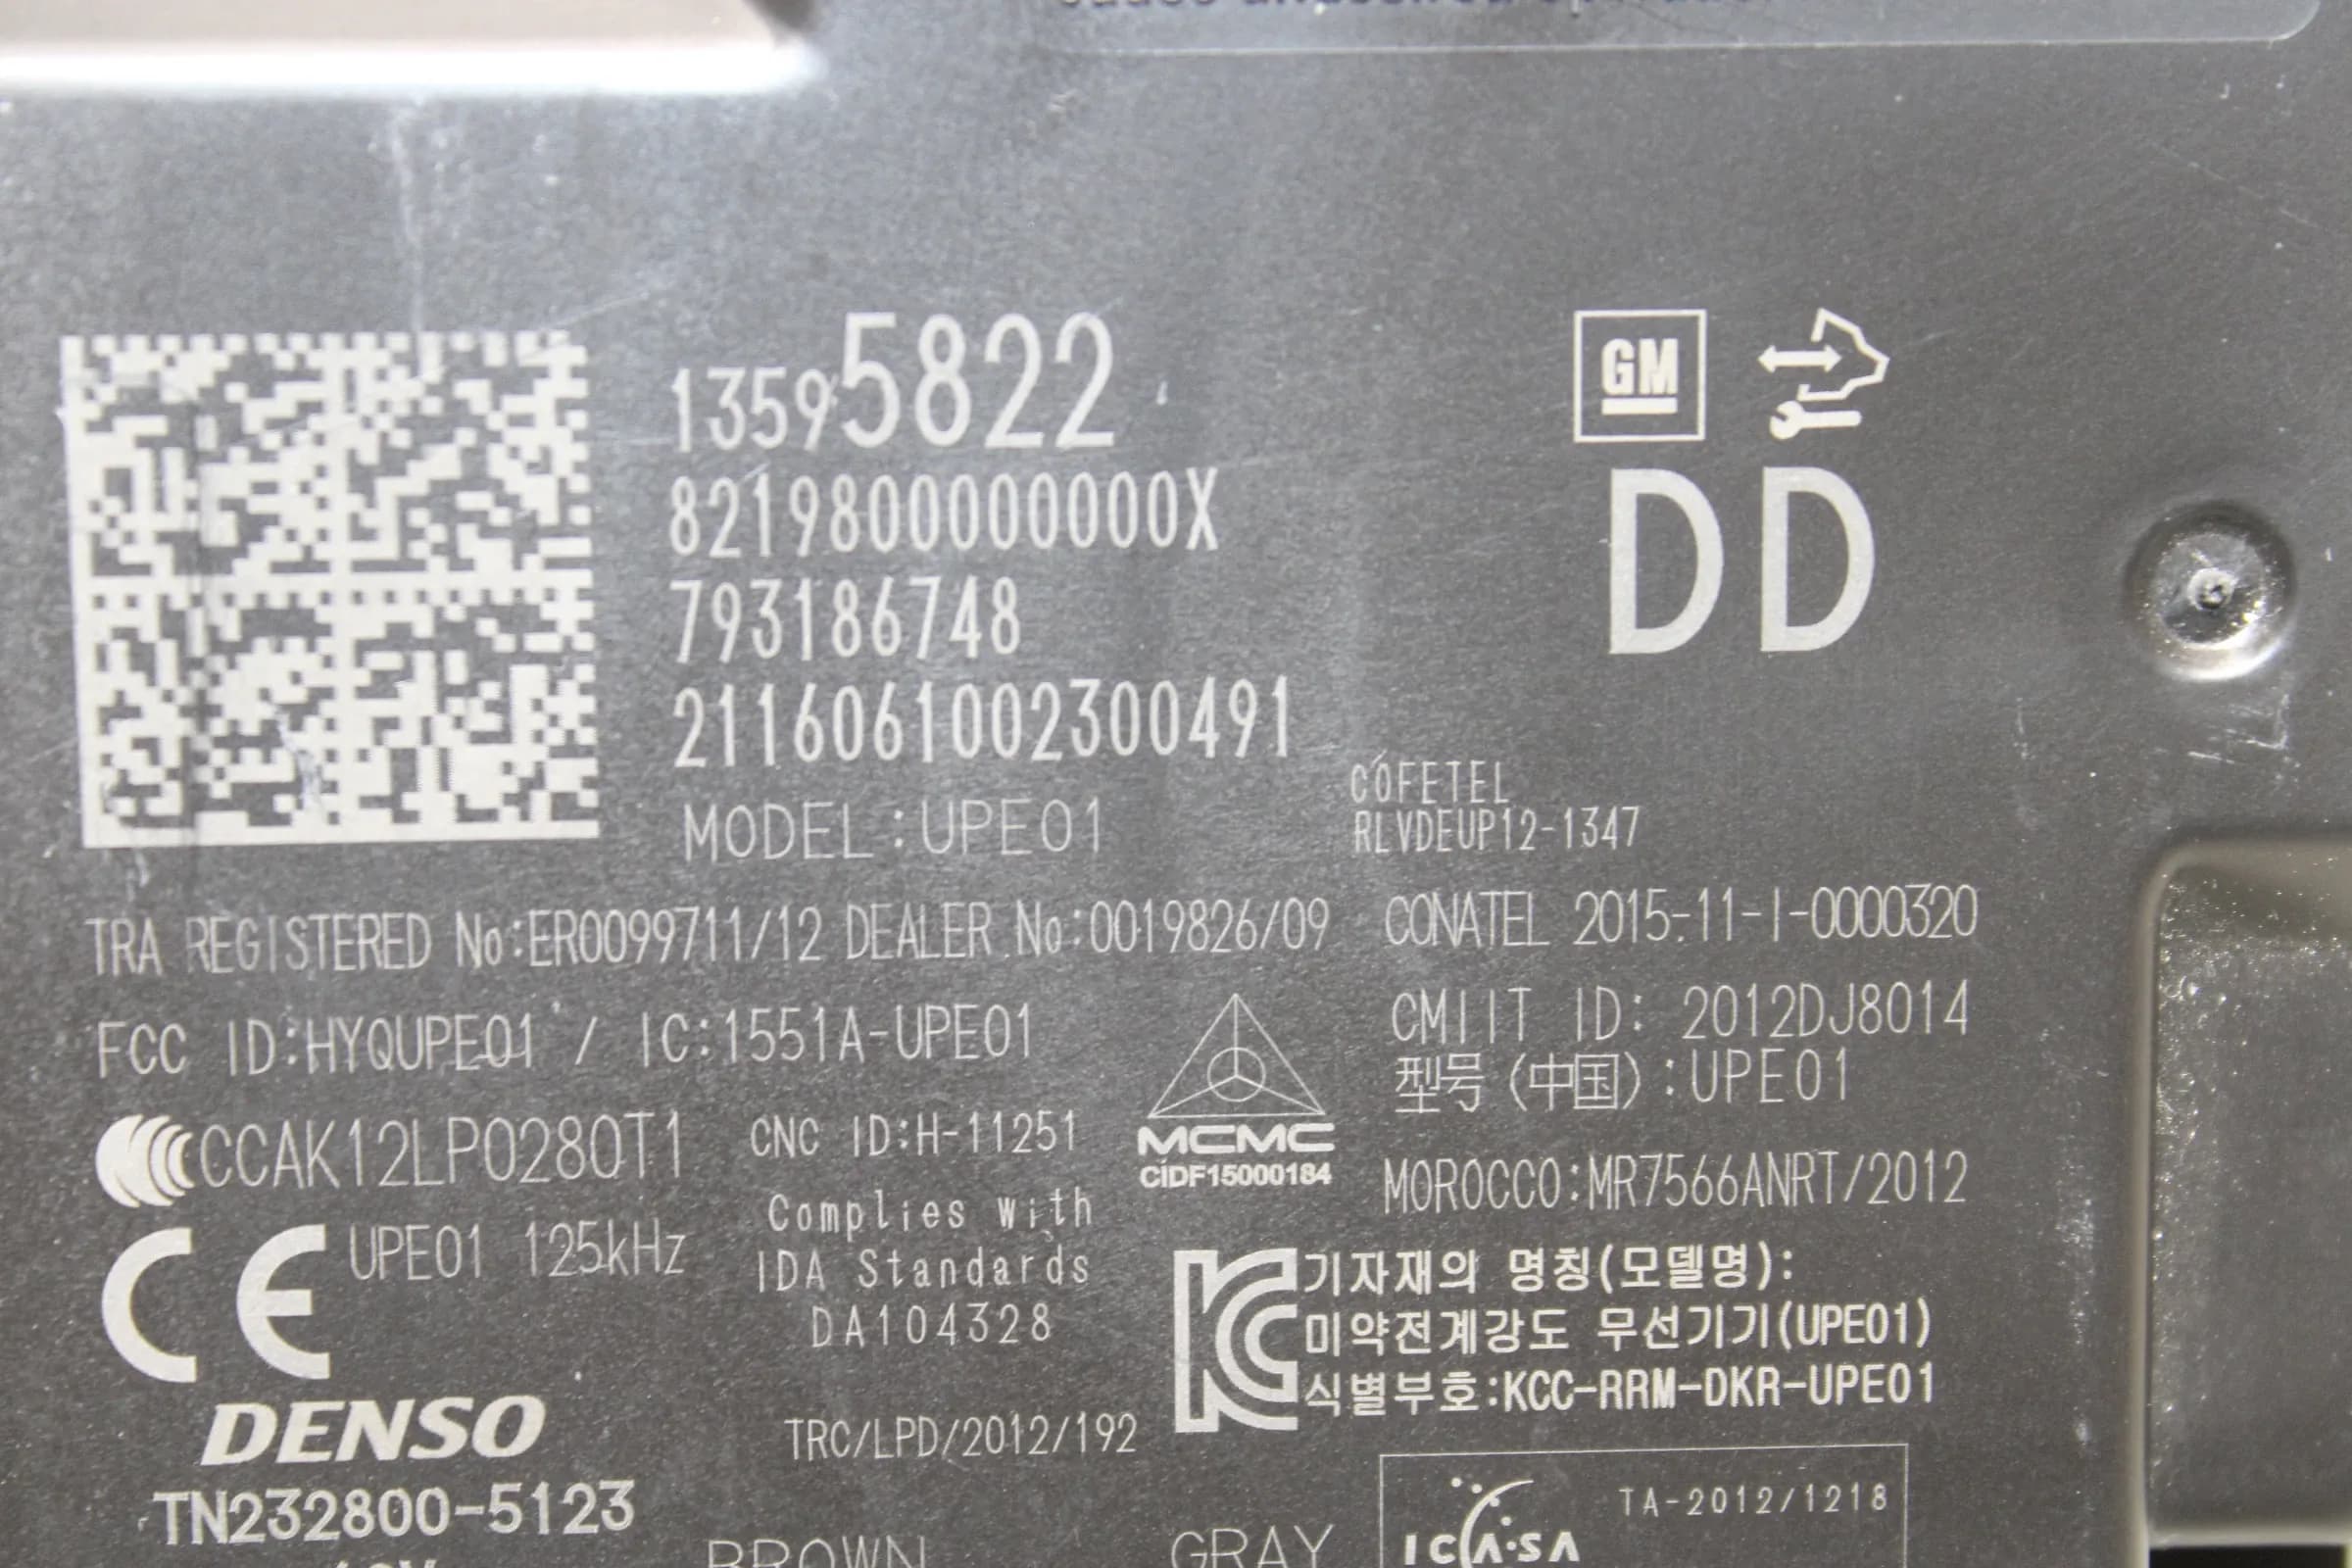 13595822
GM
8219800000000X
DD
793186748
2116061002300491
MODEL:UPE01
COFETEL
RLVDEUP12-1347
TRA REGISTERED No:ER0099711/12 DEALER No:0019826/09
CONATEL 2015-11-I-0000320
FCC ID:HYQUPE01 / IC:1551A-UPE01
CMIIT ID: 2012DJ8014
型号(中国):UPE01
CCAK12LP0280T1
CNC ID:H-11251
MCMC
CIDF15000184
MOROCCO:MR7566ANRT/2012
CE
UPE01 125kHz
Complies with
IDA Standards
DA104328
기자재의 명칭(모델명):
미약전계강도 무선기기(UPE01)
식별부호:KCC-RRM-DKR-UPE01
DENSO
TN232800-5123
TRC/LPD/2012/192
TA-2012/1218
ICASA
BROWN
GRAY